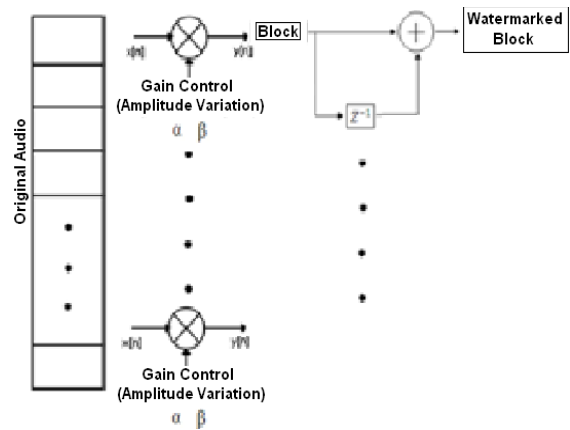 Original Audio
x[n]
y[n]
Gain Control
(Amplitude Variation)
α β
Block
Z⁻¹
Watermarked
Block
x[n]
y[n]
Gain Control
(Amplitude Variation)
α β